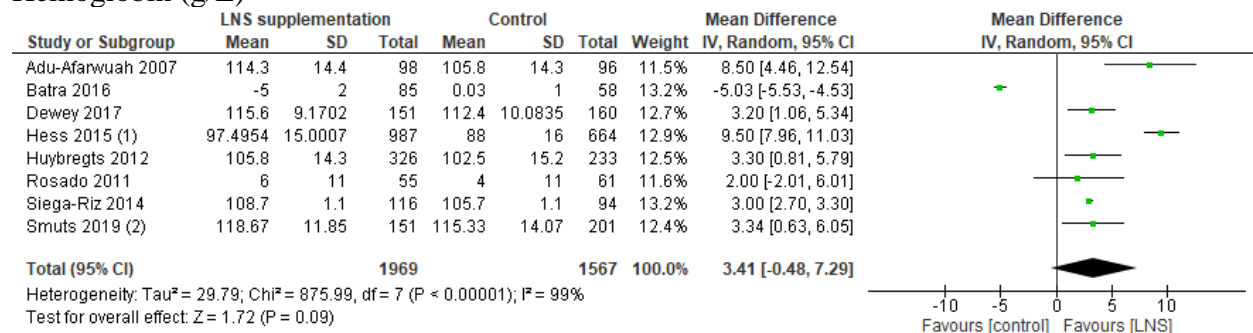 Hemoglobin (g/L)
LNS supplementation Control Mean Difference Mean Difference
Study or Subgroup Mean SD Total Mean SD Total Weight IV, Random, 95% CI IV, Random, 95% CI
Adu-Afarwuah 2007 114.3 14.4 98 105.8 14.3 96 11.5% 8.50 [4.46, 12.54]
Batra 2016 -5 2 85 0.03 1 58 13.2% -5.03 [-5.53, -4.53]
Dewey 2017 115.6 9.1702 151 112.4 10.0835 160 12.7% 3.20 [1.06, 5.34]
Hess 2015 (1) 97.4954 15.0007 987 88 16 664 12.9% 9.50 [7.96, 11.03]
Huybregts 2012 105.8 14.3 326 102.5 15.2 233 12.5% 3.30 [0.81, 5.79]
Rosado 2011 6 11 55 4 11 61 11.6% 2.00 [-2.01, 6.01]
Siega-Riz 2014 108.7 1.1 116 105.7 1.1 94 13.2% 3.00 [2.70, 3.30]
Smuts 2019 (2) 118.67 11.85 151 115.33 14.07 201 12.4% 3.34 [0.63, 6.05]
Total (95% CI) 1969 1567 100.0% 3.41 [-0.48, 7.29]
Heterogeneity: Tau² = 29.79; Chi² = 875.99, df = 7 (P < 0.00001); I² = 99%
Test for overall effect: Z = 1.72 (P = 0.09)
-10 -5 0 5 10
Favours [control] Favours [LNS]